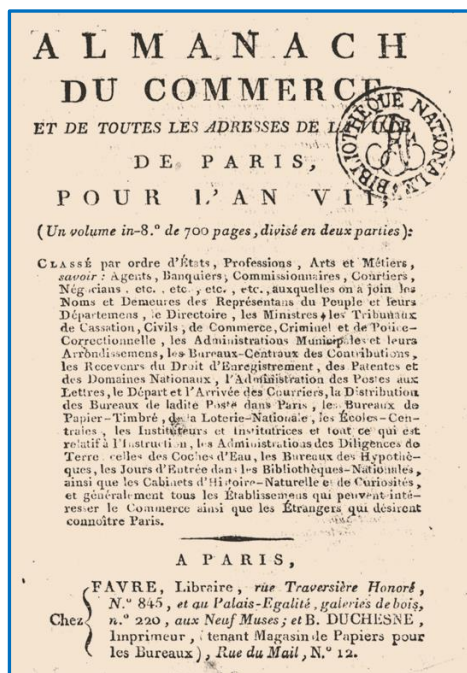 ALMANACH
DU COMMERCE
ET DE TOUTES LES ADRESSES DE LA VILLE
DE PARIS,
POUR L'AN VII,
(Un volume in-8.º de 700 pages, divisé en deux parties):
CLASSÉ par ordre d'États, Professions, Arts et Métiers,
savoir: Agents, Banquiers, Commissionnaires, Courtiers,
Négocians, etc. etc., etc., etc., auxquelles on a join les
Noms et Demeures des Représentans du Peuple et leurs
Départemens, le Directoire, les Ministres, les Tribunaux
de Cassation, Civils, de Commerce, Criminel et de Police-
Correctionnelle, les Administrations Municipales et leurs
Arrondissemens, les Bureaux-Centraux des Contributions,
les Receveurs du Droit d'Enregistrement, des Patentes et
des Domaines Nationaux, l'Administration des Postes aux
Lettres, le Départ et l'Arrivée des Courriers, la Distribution
des Bureaux de ladite Poste dans Paris, les Bureaux de
Papier-Timbré, de la Loterie-Nationale, les Écoles-Cen-
trales, les Instituteurs et Institutrices et tout ce qui est
relatif à l'Instruction, les Administrations des Diligences de
Terre, celles des Coches d'Eau, les Bureaux des Hypothè-
ques, les Jours d'Entrée dans les Bibliothèques-Nationales,
ainsi que les Cabinets d'Histoire-Naturelle et de Curiosités,
et généralement tous les Établissemens qui peuvent inté-
resser le Commerce ainsi que les Étrangers qui désirent
connoître Paris.
A PARIS,
Chez FAVRE, Libraire, rue Traversière Honoré,
N.º 845, et au Palais-Egalité, galeries de bois,
n.º 220, aux Neuf Muses; et B. DUCHESNE,
Imprimeur, (tenant Magasin de Papiers pour
les Bureaux), Rue du Mail, N.º 12.
BIBLIOTHÈQUE NATIONALE